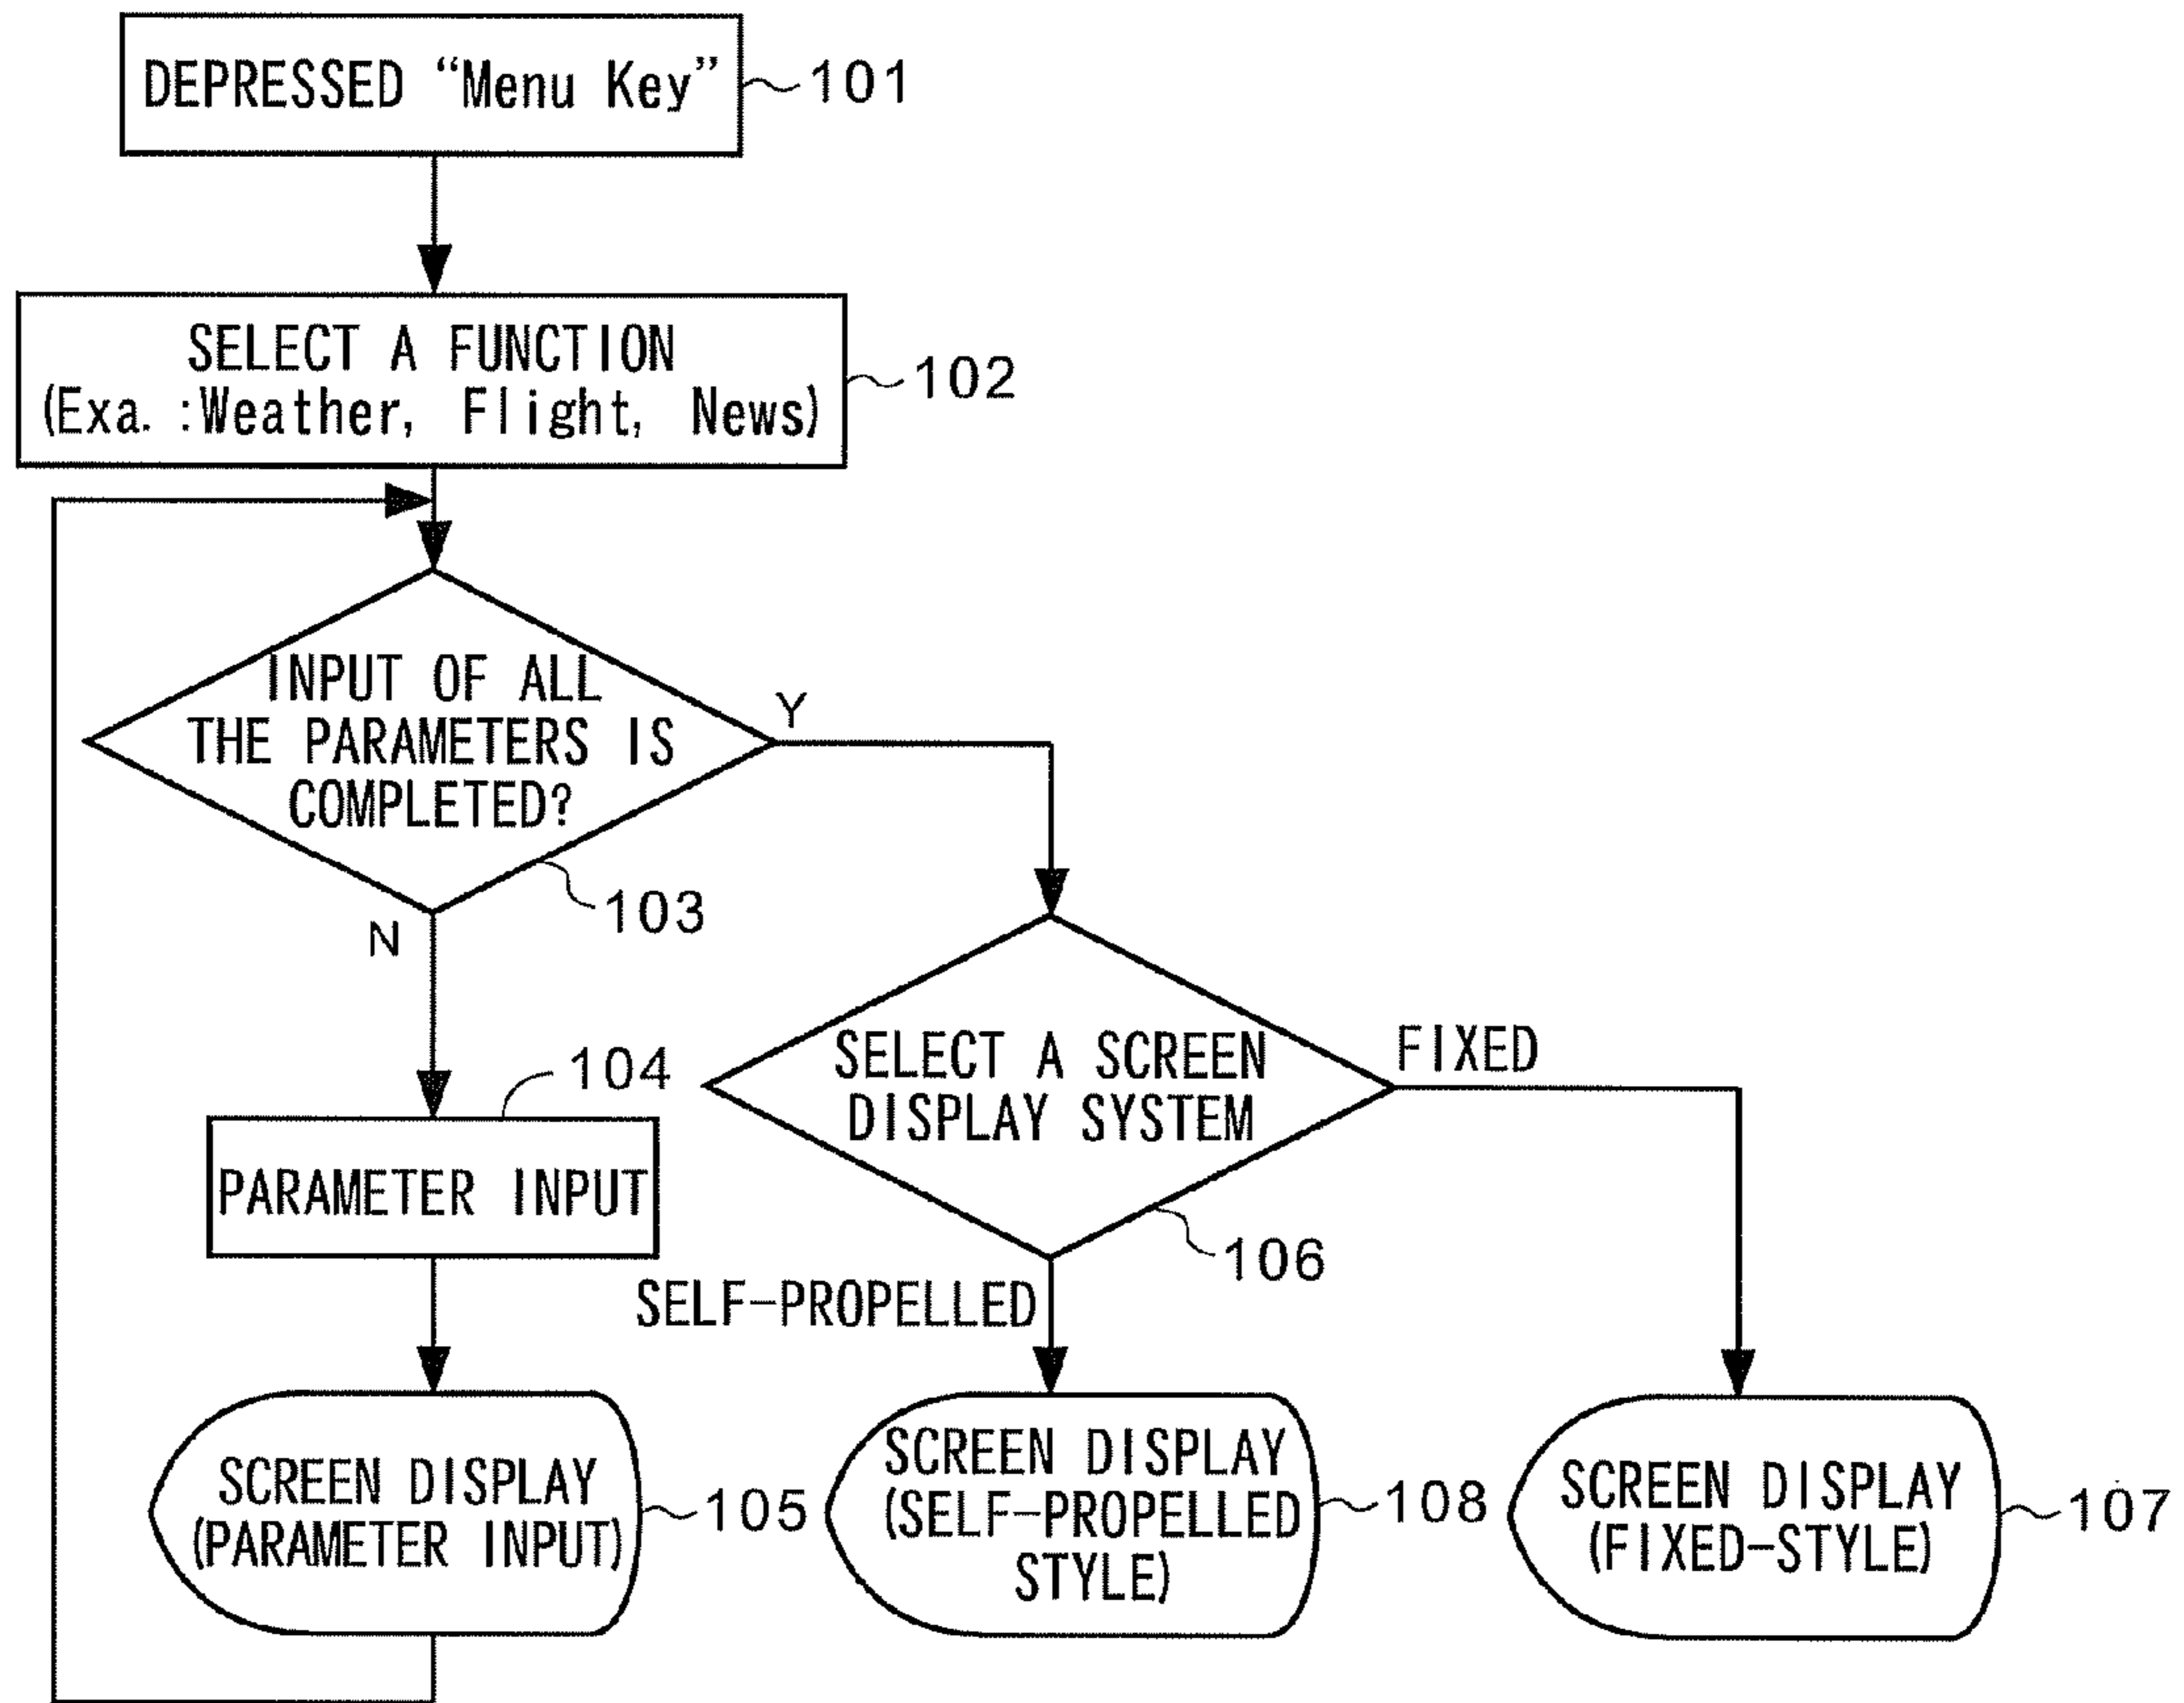 DEPRESSED “Menu Key”
101
SELECT A FUNCTION
(Exa. :Weather, Flight, News)
102
INPUT OF ALL
THE PARAMETERS IS
COMPLETED?
Y
103
N
104
PARAMETER INPUT
SELECT A SCREEN
DISPLAY SYSTEM
FIXED
106
SELF-PROPELLED
SCREEN DISPLAY
(PARAMETER INPUT)
105
SCREEN DISPLAY
(SELF-PROPELLED
STYLE)
108
SCREEN DISPLAY
(FIXED-STYLE)
107